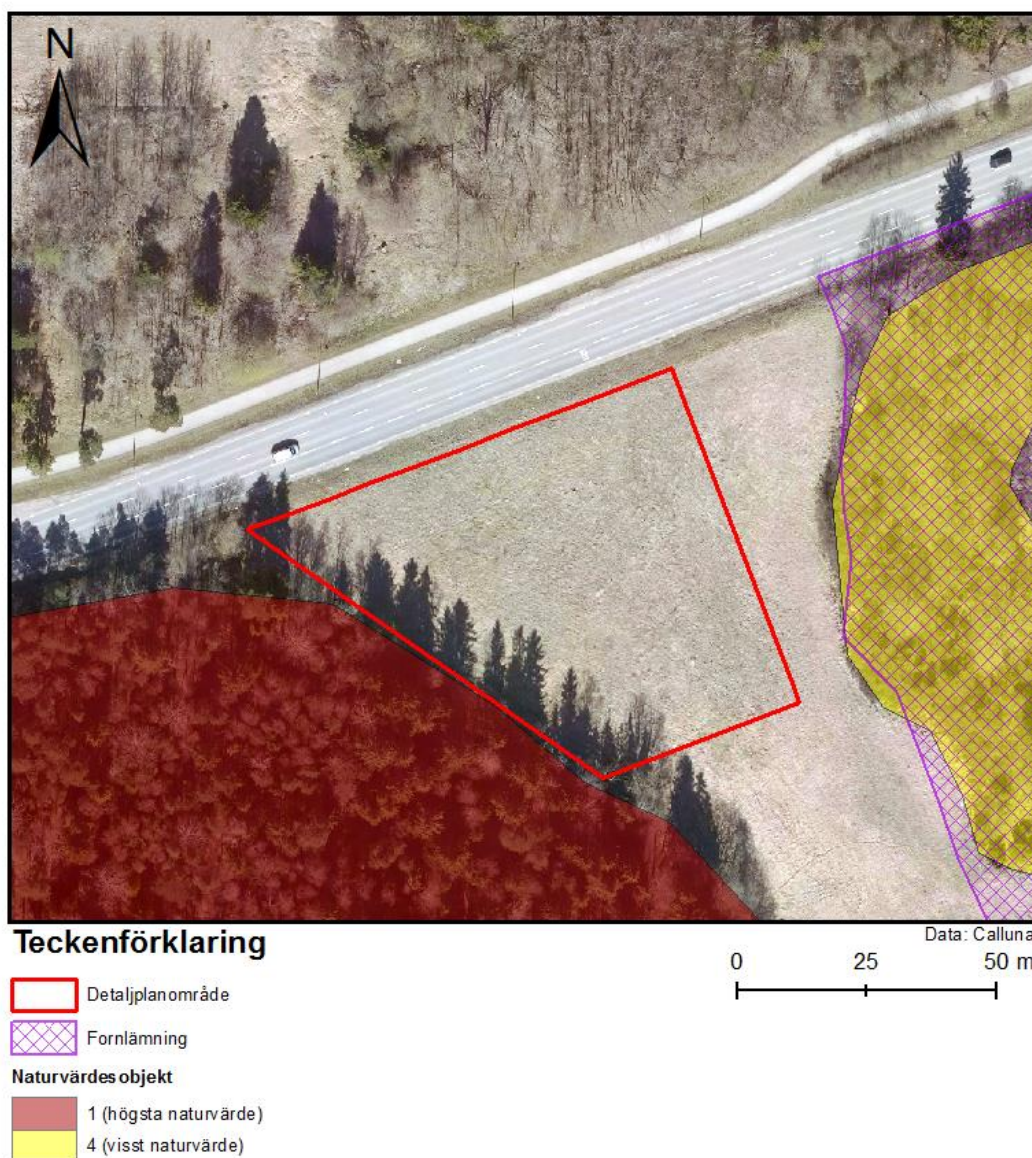 N
Teckenförklaring
Data: Calluna
0 25 50 m
Detaljplanområde
Fornlämning
Naturvärdesobjekt
1 (högsta naturvärde)
4 (visst naturvärde)